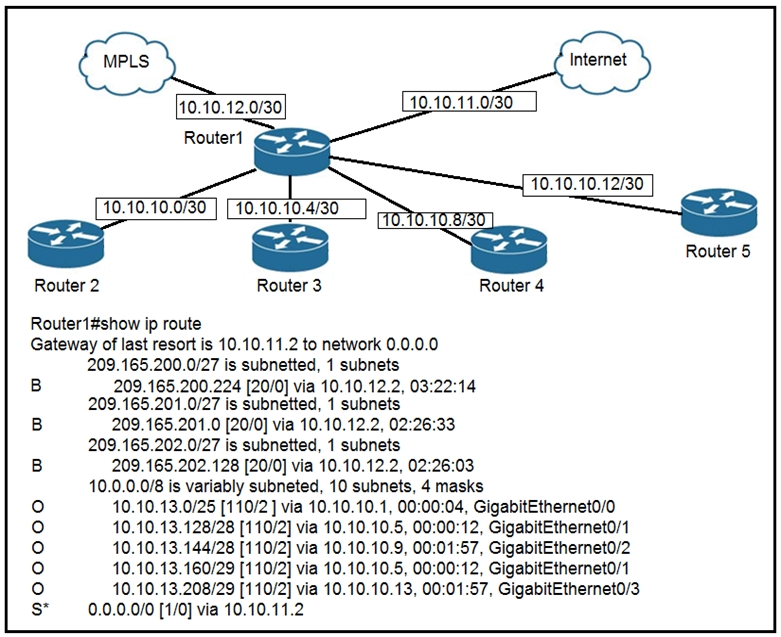 MPLS
Internet
10.10.12.0/30
10.10.11.0/30
Router1
10.10.10.12/30
10.10.10.0/30
10.10.10.4/30
10.10.10.8/30
Router 5
Router 2
Router 3
Router 4
Router1#show ip route
Gateway of last resort is 10.10.11.2 to network 0.0.0.0
209.165.200.0/27 is subnetted, 1 subnets
B 209.165.200.224 [20/0] via 10.10.12.2, 03:22:14
209.165.201.0/27 is subnetted, 1 subnets
B 209.165.201.0 [20/0] via 10.10.12.2, 02:26:33
209.165.202.0/27 is subnetted, 1 subnets
B 209.165.202.128 [20/0] via 10.10.12.2, 02:26:03
10.0.0.0/8 is variably subneted, 10 subnets, 4 masks
O 10.10.13.0/25 [110/2 ] via 10.10.10.1, 00:00:04, GigabitEthernet0/0
O 10.10.13.128/28 [110/2] via 10.10.10.5, 00:00:12, GigabitEthernet0/1
O 10.10.13.144/28 [110/2] via 10.10.10.9, 00:01:57, GigabitEthernet0/2
O 10.10.13.160/29 [110/2] via 10.10.10.5, 00:00:12, GigabitEthernet0/1
O 10.10.13.208/29 [110/2] via 10.10.10.13, 00:01:57, GigabitEthernet0/3
S* 0.0.0.0/0 [1/0] via 10.10.11.2